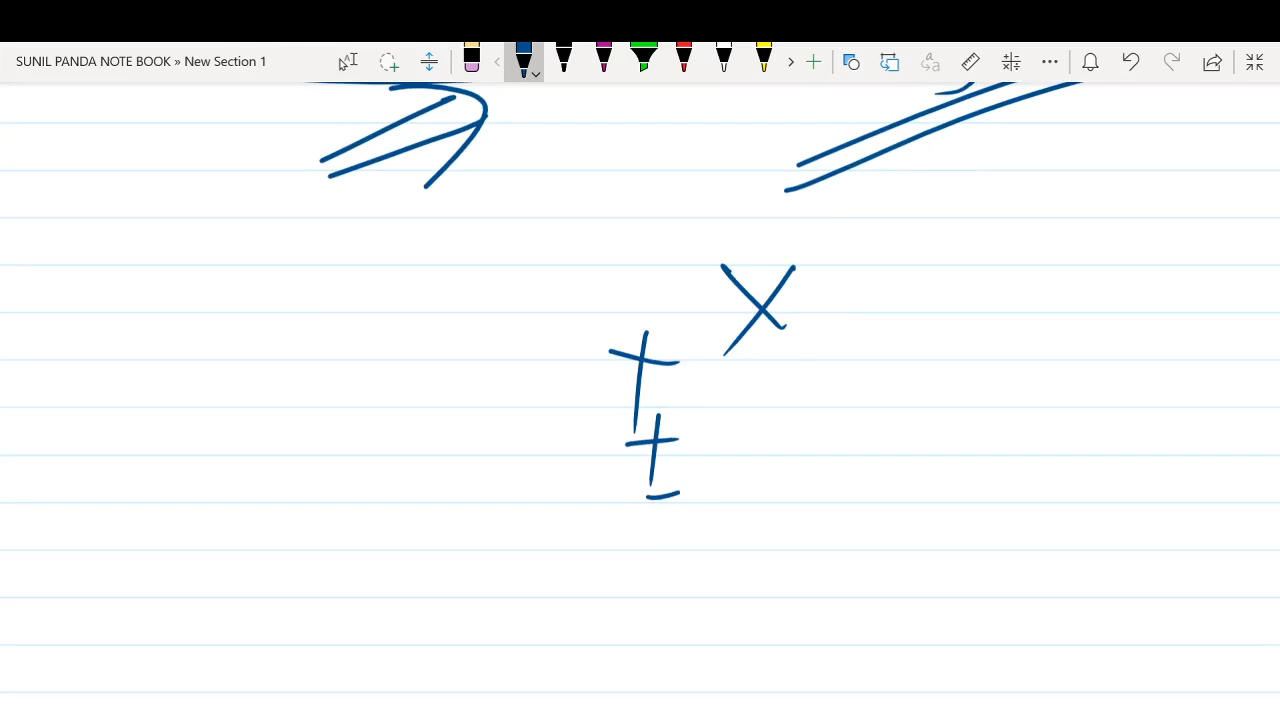 SUNIL PANDA NOTE BOOK » New Section 1
X
+
+
-